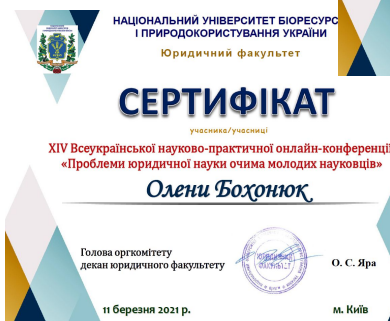 НАЦІОНАЛЬНИЙ УНІВЕРСИТЕТ БІОРЕСУРС
І ПРИРОДОКОРИСТУВАННЯ УКРАЇНИ
Юридичний факультет
СЕРТИФІКАТ
учасника/учасниці
XIV Всеукраїнської науково-практичної онлайн-конференції
«Проблеми юридичної науки очима молодих науковців»
Олени Бохонюк
Голова оргкомітету
декан юридичного факультету
О. С. Яра
11 березня 2021 р.
м. Київ